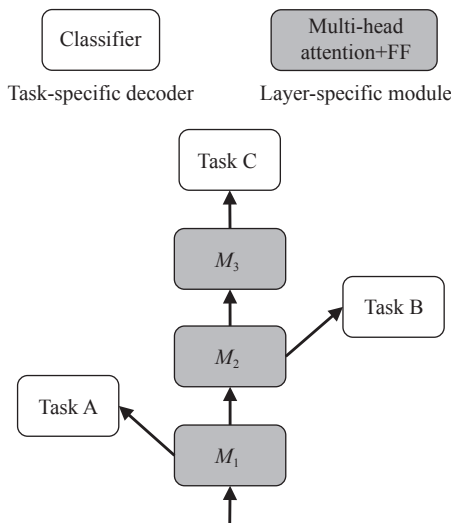 Classifier
Multi-head
attention+FF
Task-specific decoder
Layer-specific module
Task C
M₃
Task B
M₂
Task A
M₁